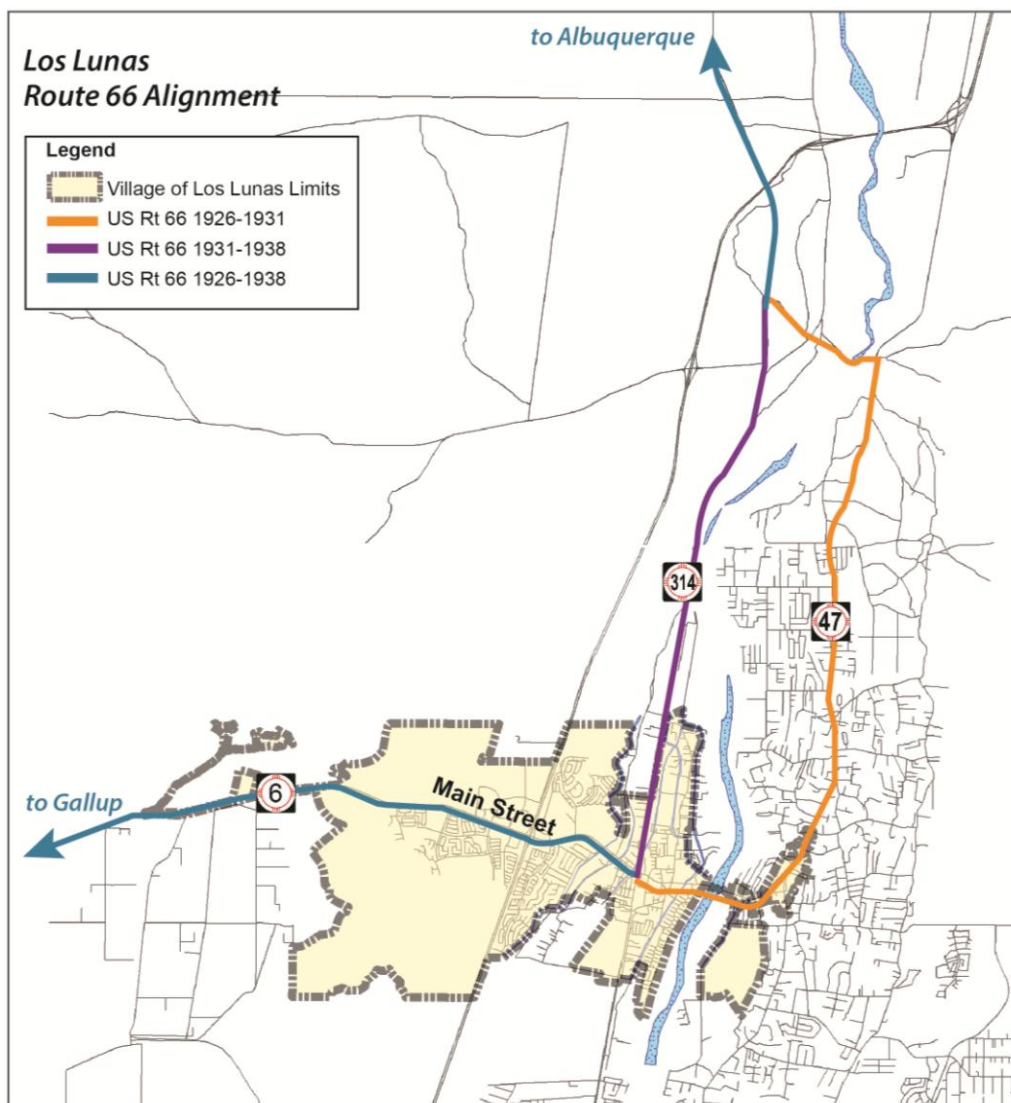 Los Lunas
Route 66 Alignment
to Albuquerque
Legend
Village of Los Lunas Limits
US Rt 66 1926-1931
US Rt 66 1931-1938
US Rt 66 1926-1938
314
47
to Gallup
6
Main Street